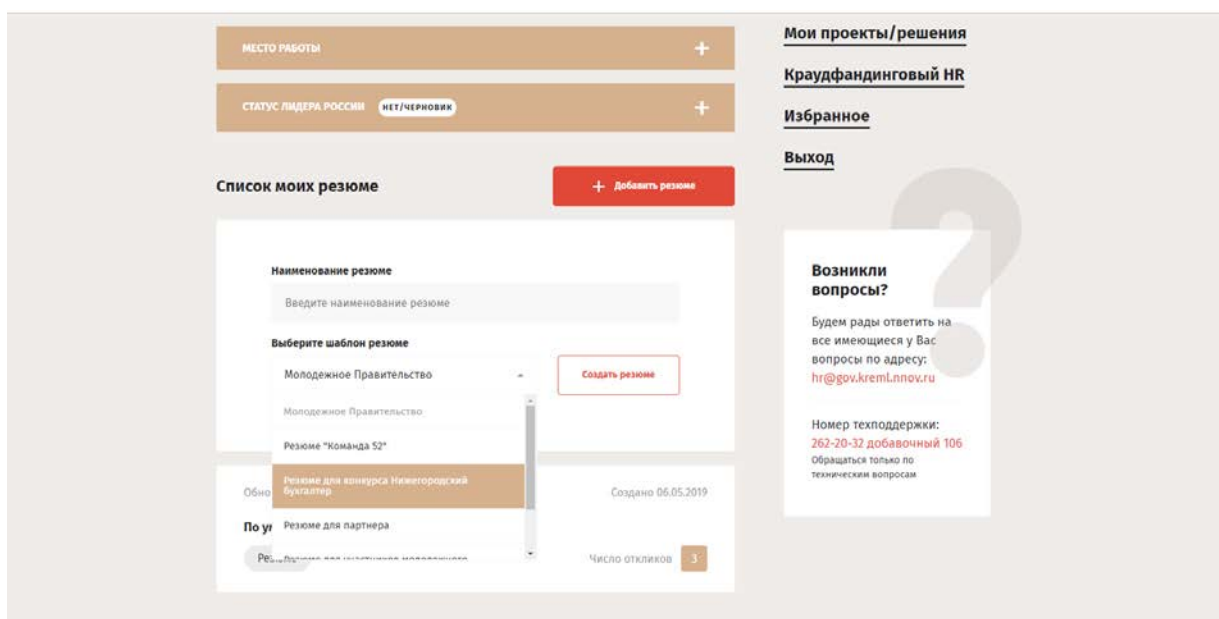 МЕСТО РАБОТЫ
СТАТУС ЛИДЕРА РОССИИ НЕТ/ЧЕРНОВИК
Список моих резюме
Добавить резюме
Наименование резюме
Введите наименование резюме
Выберите шаблон резюме
Молодежное Правительство
Создать резюме
Молодежное Правительство
Резюме "Команда 52"
Резюме для конкурса Нижегородский
бухгалтер
Резюме для партнера
Обно
Создано 06.05.2019
По у
Число откликов 3
Мои проекты/решения
Краудфандинговый HR
Избранное
Выход
?
Возникли
вопросы?
Будем рады ответить на
все имеющиеся у Вас
вопросы по адресу:
hr@gov.kreml.nnov.ru
Номер техподдержки:
262-20-32 добавочный 106
Обращаться только по
техническим вопросам